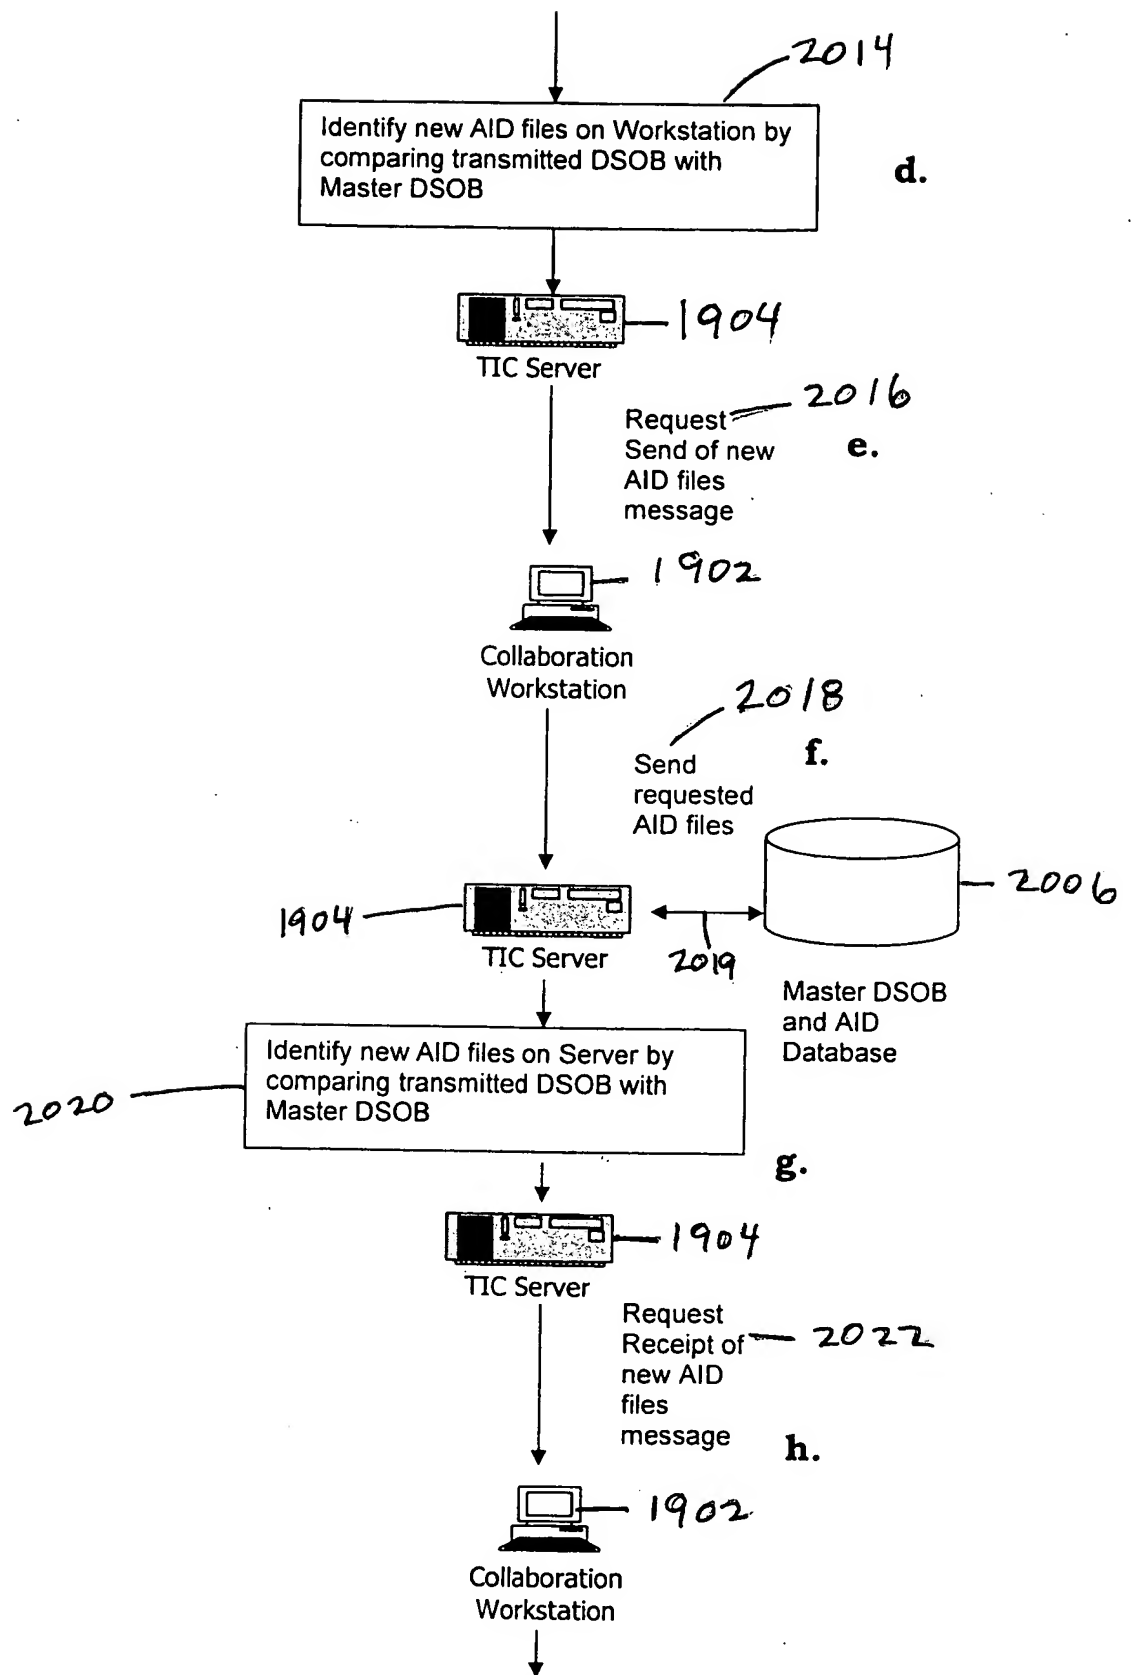 2014
Identify new AID files on Workstation by
comparing transmitted DSOB with
Master DSOB
d.
1904
TIC Server
2016
Request
Send of new
AID files
message
e.
1902
Collaboration
Workstation
2018
f.
Send
requested
AID files
2006
1904
2019
TIC Server
Master DSOB
and AID
Database
Identify new AID files on Server by
comparing transmitted DSOB with
Master DSOB
2020
g.
1904
TIC Server
Request
Receipt of
new AID
files
message
2022
h.
1902
Collaboration
Workstation